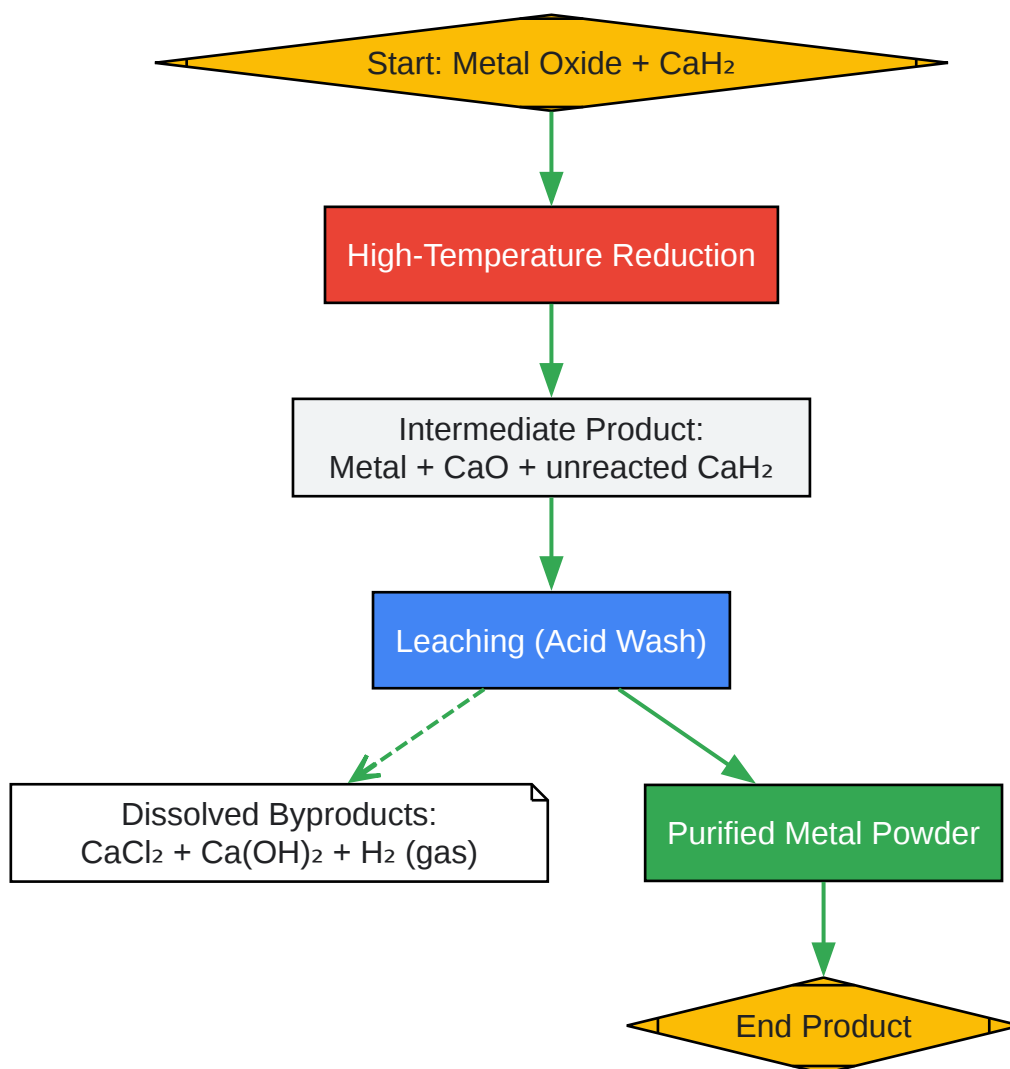 Start: Metal Oxide + CaH₂
High-Temperature Reduction
Intermediate Product:
Metal + CaO + unreacted CaH₂
Leaching (Acid Wash)
Dissolved Byproducts:
CaCl₂ + Ca(OH)₂ + H₂ (gas)
Purified Metal Powder
End Product